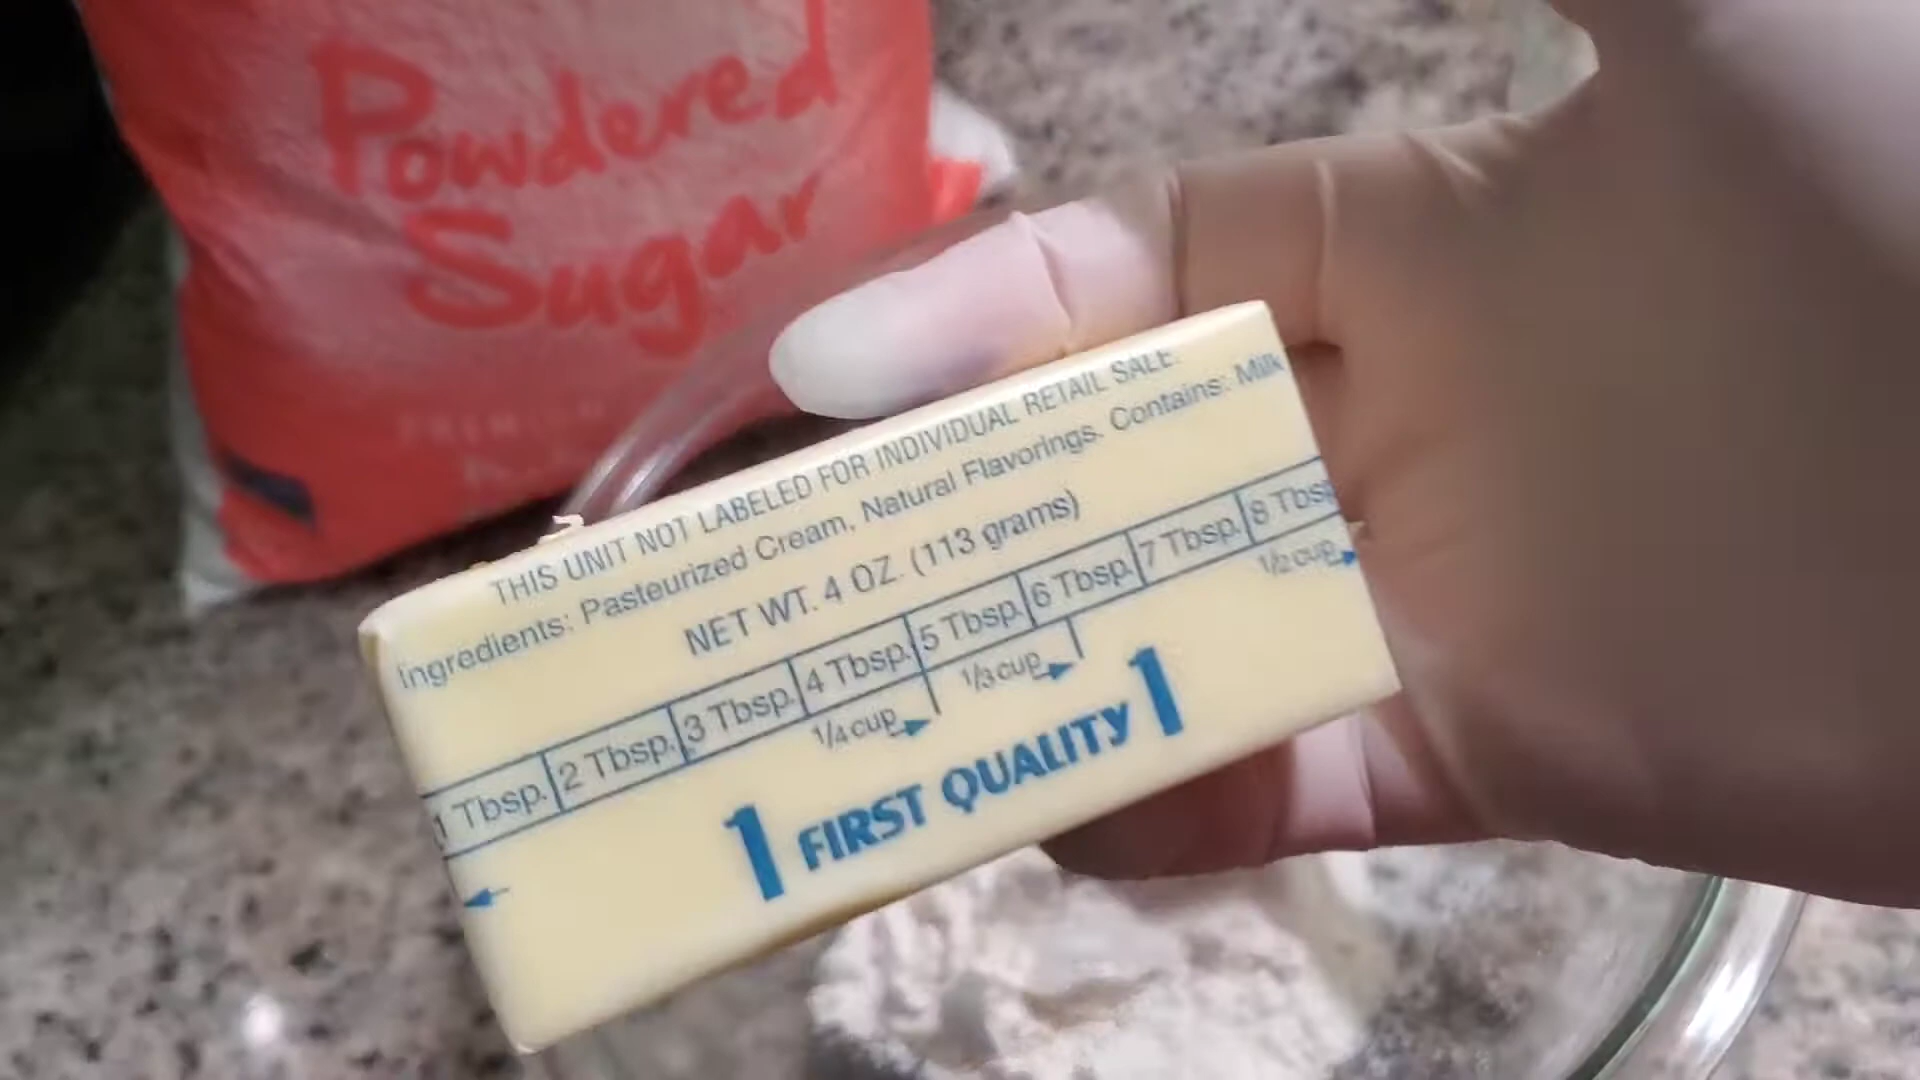 Powdered
Sugar
PREMIUM
THIS UNIT NOT LABELED FOR INDIVIDUAL RETAIL SALE.
Ingredients: Pasteurized Cream, Natural Flavorings. Contains: Milk
NET WT. 4 OZ. (113 grams)
1 Tbsp. 2 Tbsp. 3 Tbsp. 4 Tbsp. 5 Tbsp. 6 Tbsp. 7 Tbsp. 8 Tbsp
1/4 cup 1/3 cup 1/2 cup
1 FIRST QUALITY 1